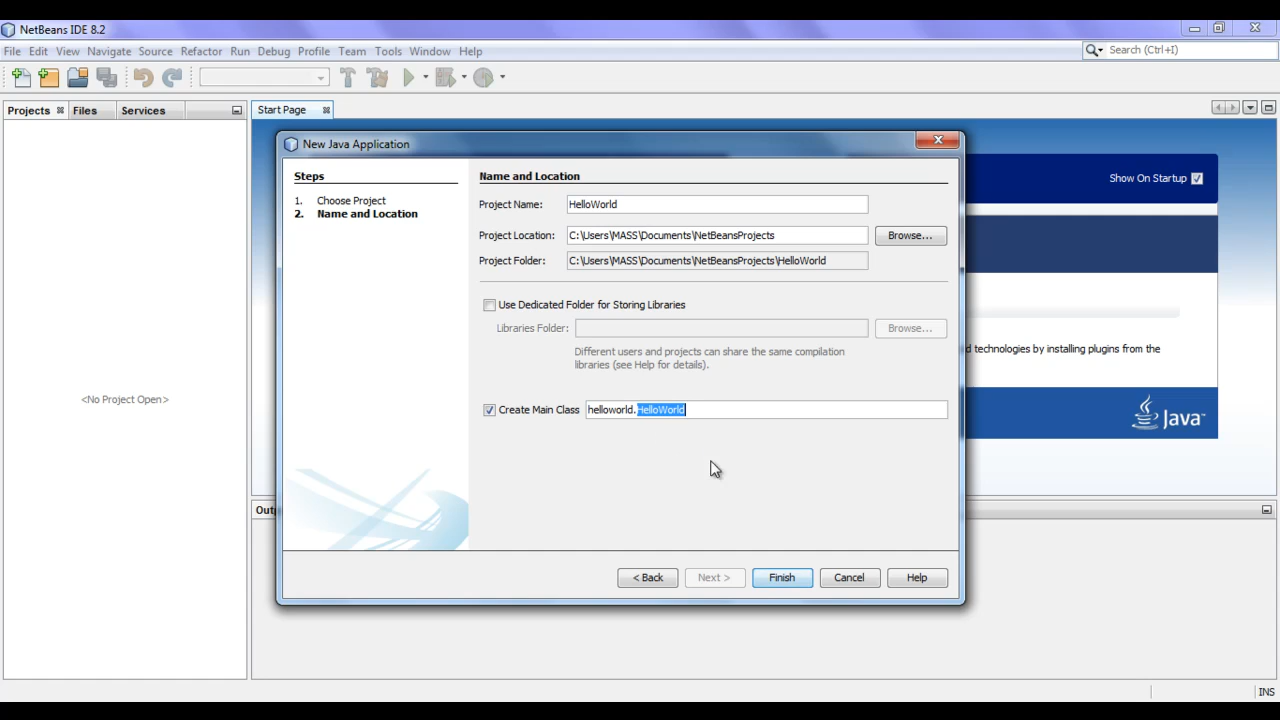 NetBeans IDE 8.2
File Edit View Navigate Source Refactor Run Debug Profile Team Tools Window Help
Search (Ctrl+I)
Projects Files Services
Start Page
New Java Application
Steps
1. Choose Project
2. Name and Location
Name and Location
Project Name: HelloWorld
Project Location: C:\Users\MASS\Documents\NetBeansProjects Browse...
Project Folder: C:\Users\MASS\Documents\NetBeansProjects\HelloWorld
Use Dedicated Folder for Storing Libraries
Libraries Folder: Browse...
Different users and projects can share the same compilation
libraries (see Help for details).
Create Main Class helloworld.HelloWorld
< Back Next > Finish Cancel Help
Show On Startup
d technologies by installing plugins from the
Java™
<No Project Open>
Outp
INS